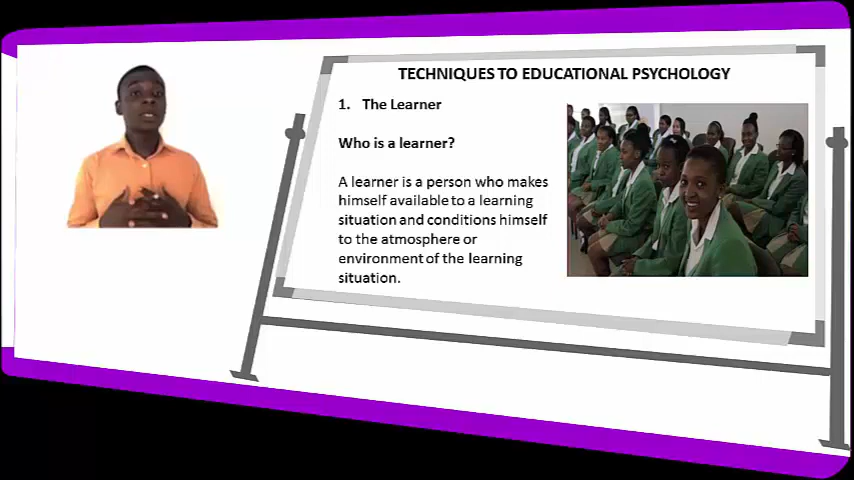 TECHNIQUES TO EDUCATIONAL PSYCHOLOGY
1. The Learner
Who is a learner?
A learner is a person who makes
himself available to a learning
situation and conditions himself
to the atmosphere or
environment of the learning
situation.